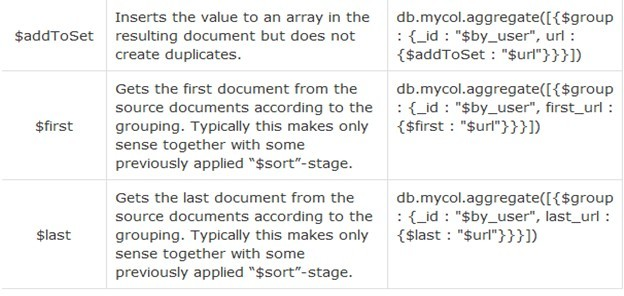 $addToSet
Inserts the value to an array in the
resulting document but does not
create duplicates.
db.mycol.aggregate([{$group
: {_id : "$by_user", url :
{$addToSet : "$url"}}}])
$first
Gets the first document from the
source documents according to the
grouping. Typically this makes only
sense together with some
previously applied “$sort”-stage.
db.mycol.aggregate([{$group
: {_id : "$by_user", first_url :
{$first : "$url"}}}])
$last
Gets the last document from the
source documents according to the
grouping. Typically this makes only
sense together with some
previously applied “$sort”-stage.
db.mycol.aggregate([{$group
: {_id : "$by_user", last_url :
{$last : "$url"}}}])